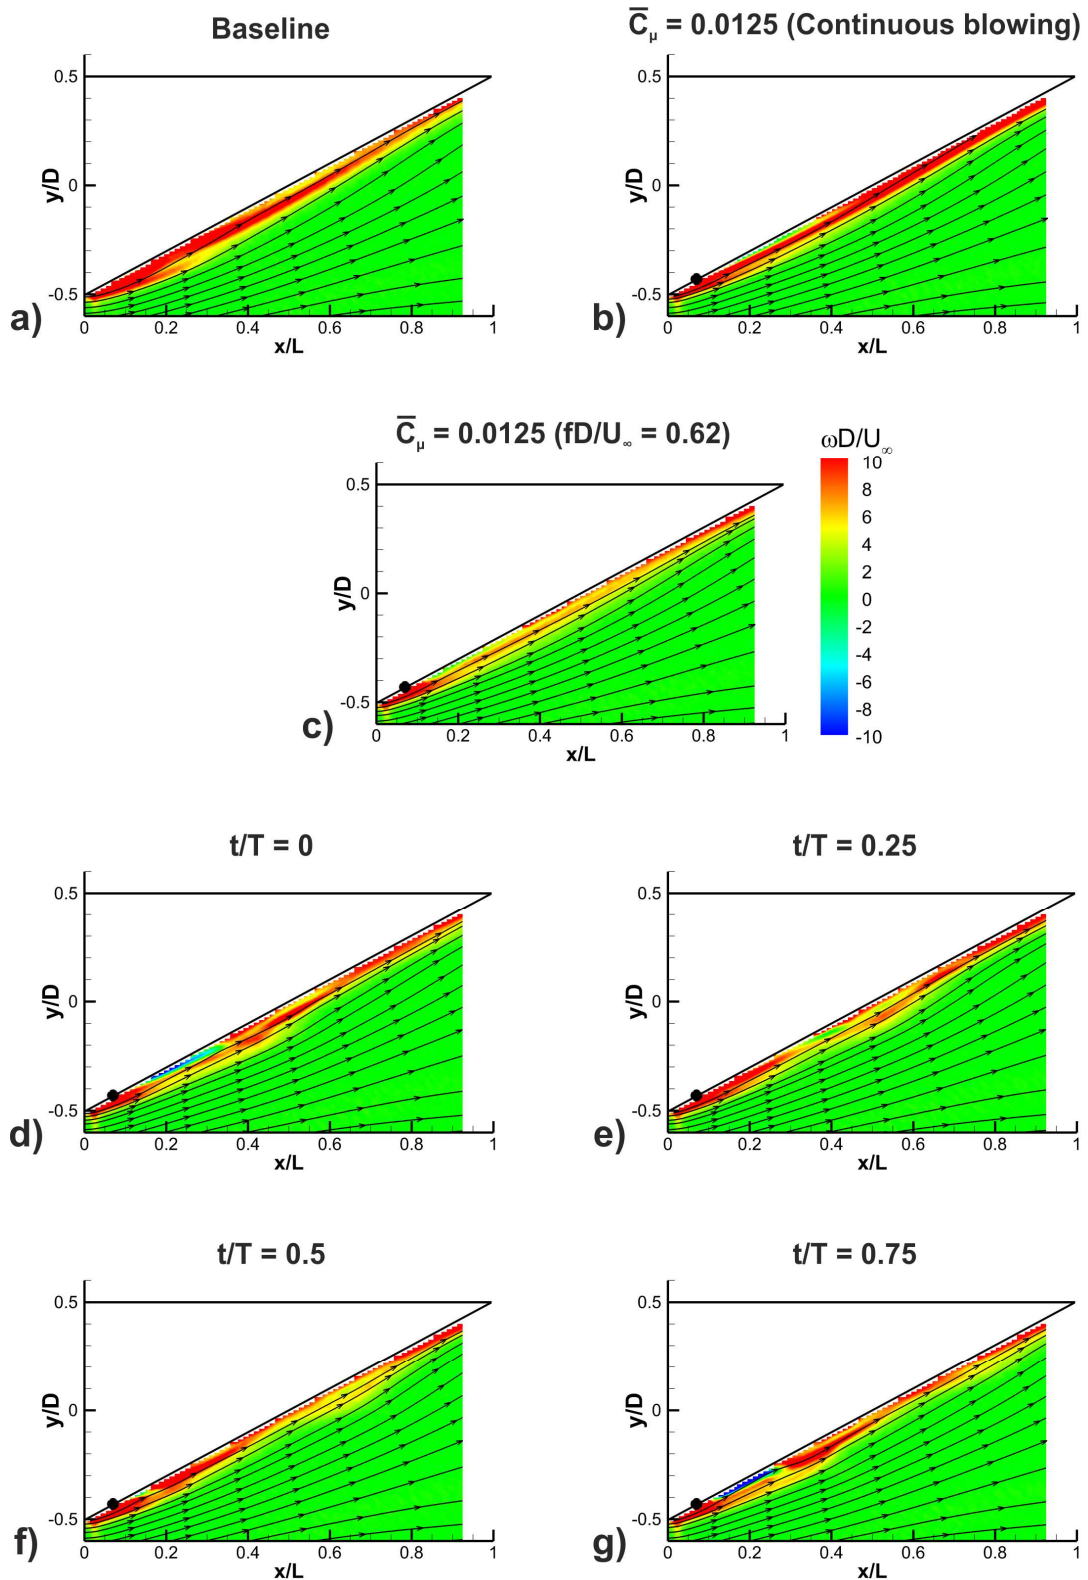 Baseline
C̅μ = 0.0125 (Continuous blowing)
0.5
0
-0.5
y/D
0 0.2 0.4 0.6 0.8 1
x/L
a)
0.5
0
-0.5
y/D
0 0.2 0.4 0.6 0.8 1
x/L
b)
C̅μ = 0.0125 (fD/U∞ = 0.62)
0.5
0
-0.5
y/D
0 0.2 0.4 0.6 0.8 1
x/L
c)
ωD/U∞
10
8
6
4
2
0
-2
-4
-6
-8
-10
t/T = 0
0.5
0
-0.5
y/D
0 0.2 0.4 0.6 0.8 1
x/L
d)
t/T = 0.25
0.5
0
-0.5
y/D
0 0.2 0.4 0.6 0.8 1
x/L
e)
t/T = 0.5
0.5
0
-0.5
y/D
0 0.2 0.4 0.6 0.8 1
x/L
f)
t/T = 0.75
0.5
0
-0.5
y/D
0 0.2 0.4 0.6 0.8 1
x/L
g)